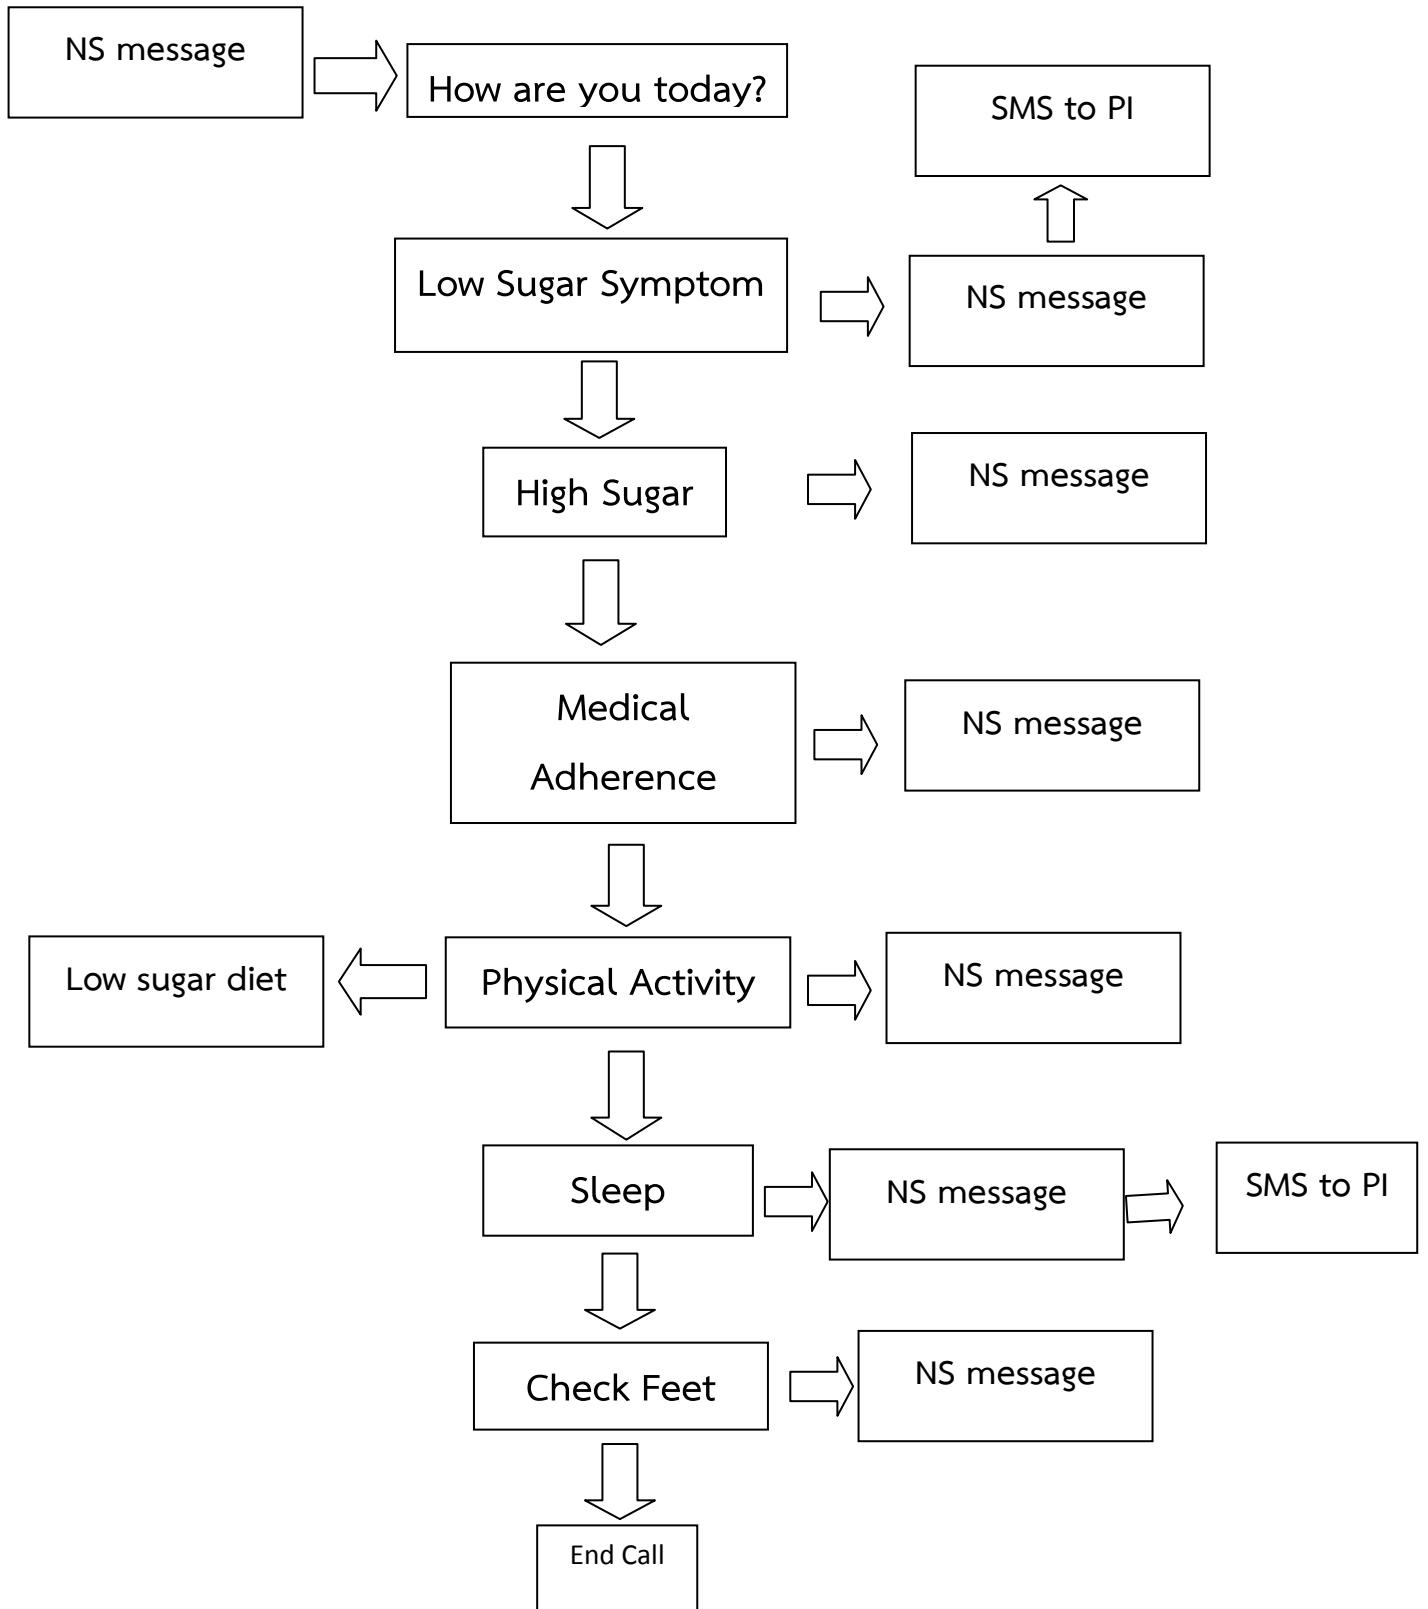 NS message
How are you today?
SMS to PI
Low Sugar Symptom
NS message
High Sugar
NS message
Medical
Adherence
NS message
Low sugar diet
Physical Activity
NS message
Sleep
NS message
SMS to PI
Check Feet
NS message
End Call